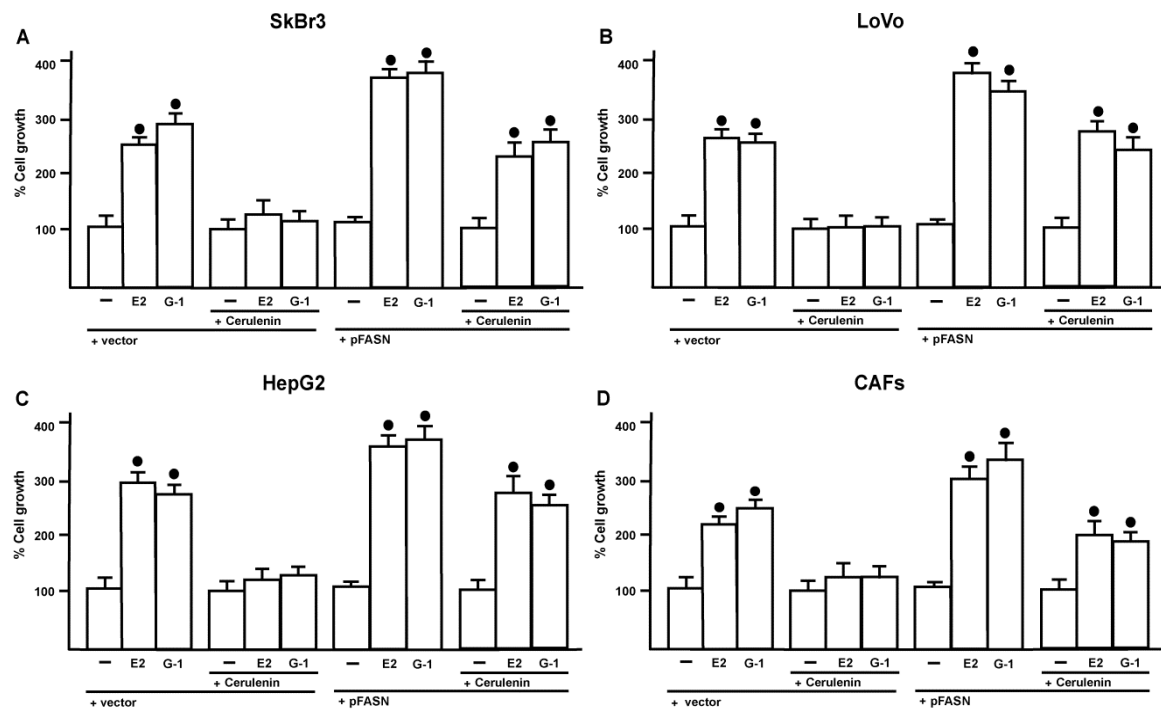 SkBr3
A
% Cell growth
400
300
200
100
– E2 G-1 – E2 G-1 – E2 G-1 – E2 G-1
+ Cerulenin + Cerulenin
+ vector + pFASN
LoVo
B
% Cell growth
400
300
200
100
– E2 G-1 – E2 G-1 – E2 G-1 – E2 G-1
+ Cerulenin + Cerulenin
+ vector + pFASN
HepG2
C
% Cell growth
400
300
200
100
– E2 G-1 – E2 G-1 – E2 G-1 – E2 G-1
+ Cerulenin + Cerulenin
+ vector + pFASN
CAFs
D
% Cell growth
400
300
200
100
– E2 G-1 – E2 G-1 – E2 G-1 – E2 G-1
+ Cerulenin + Cerulenin
+ vector + pFASN